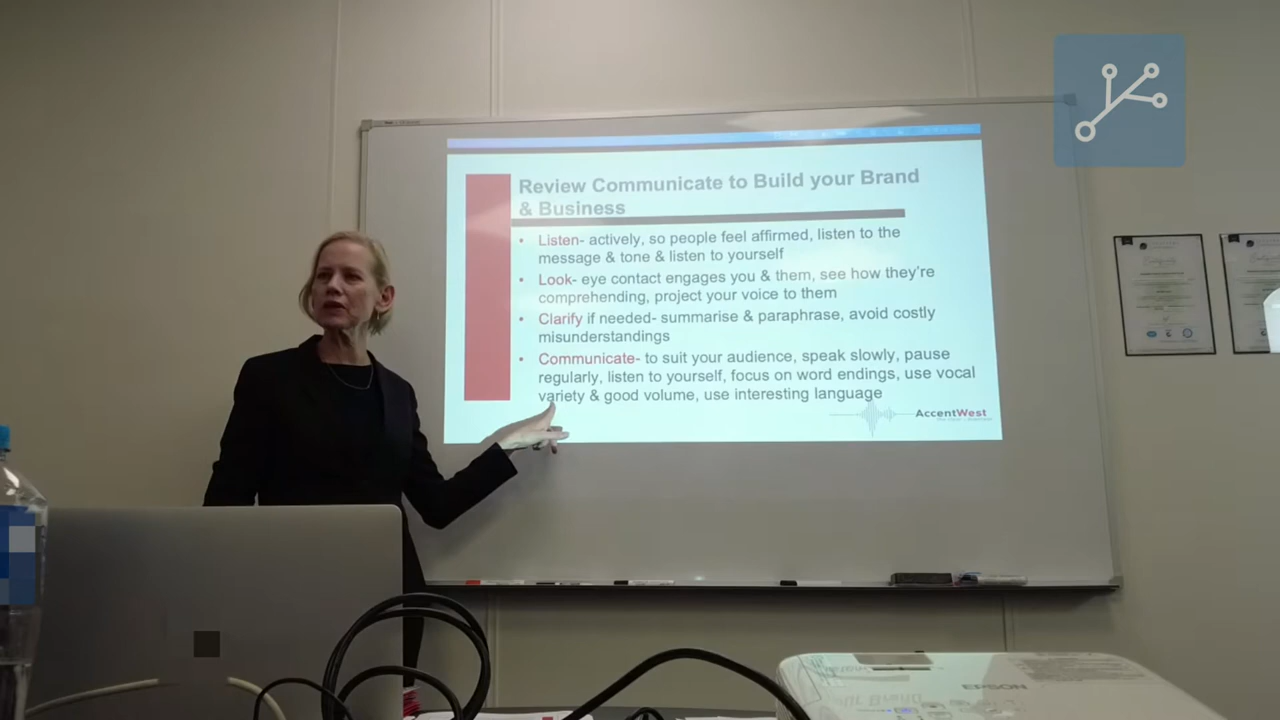 Review Communicate to Build your Brand
& Business
• Listen- actively, so people feel affirmed, listen to the
message & tone & listen to yourself
• Look- eye contact engages you & them, see how they're
comprehending, project your voice to them
• Clarify if needed- summarise & paraphrase, avoid costly
misunderstandings
• Communicate- to suit your audience, speak slowly, pause
regularly, listen to yourself, focus on word endings, use vocal
variety & good volume, use interesting language
AccentWest
EPSON